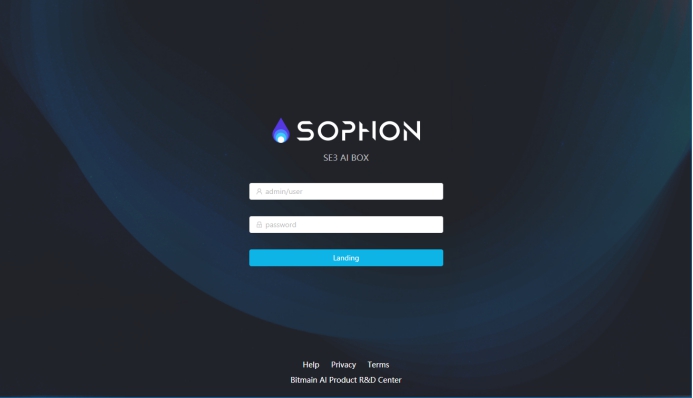 SOPHON
SE3 AI BOX
admin/user
password
Landing
Help Privacy Terms
Bitmain AI Product R&D Center